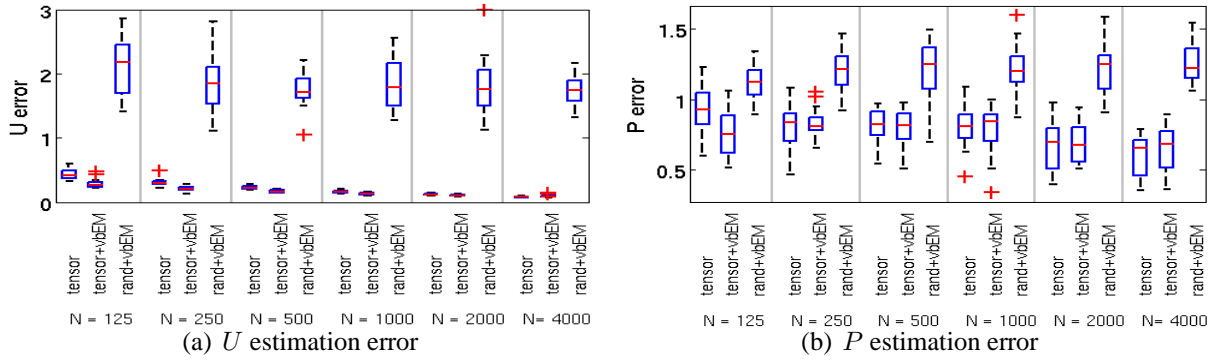 3
2
1
0
U error
tensor
tensor+vbEM
rand+vbEM
tensor
tensor+vbEM
rand+vbEM
tensor
tensor+vbEM
rand+vbEM
tensor
tensor+vbEM
rand+vbEM
tensor
tensor+vbEM
rand+vbEM
tensor
tensor+vbEM
rand+vbEM
N = 125 N = 250 N = 500 N = 1000 N = 2000 N= 4000
(a) U estimation error
1.5
1
0.5
P error
tensor
tensor+vbEM
rand+vbEM
tensor
tensor+vbEM
rand+vbEM
tensor
tensor+vbEM
rand+vbEM
tensor
tensor+vbEM
rand+vbEM
tensor
tensor+vbEM
rand+vbEM
tensor
tensor+vbEM
rand+vbEM
N = 125 N = 250 N = 500 N = 1000 N = 2000 N= 4000
(b) P estimation error